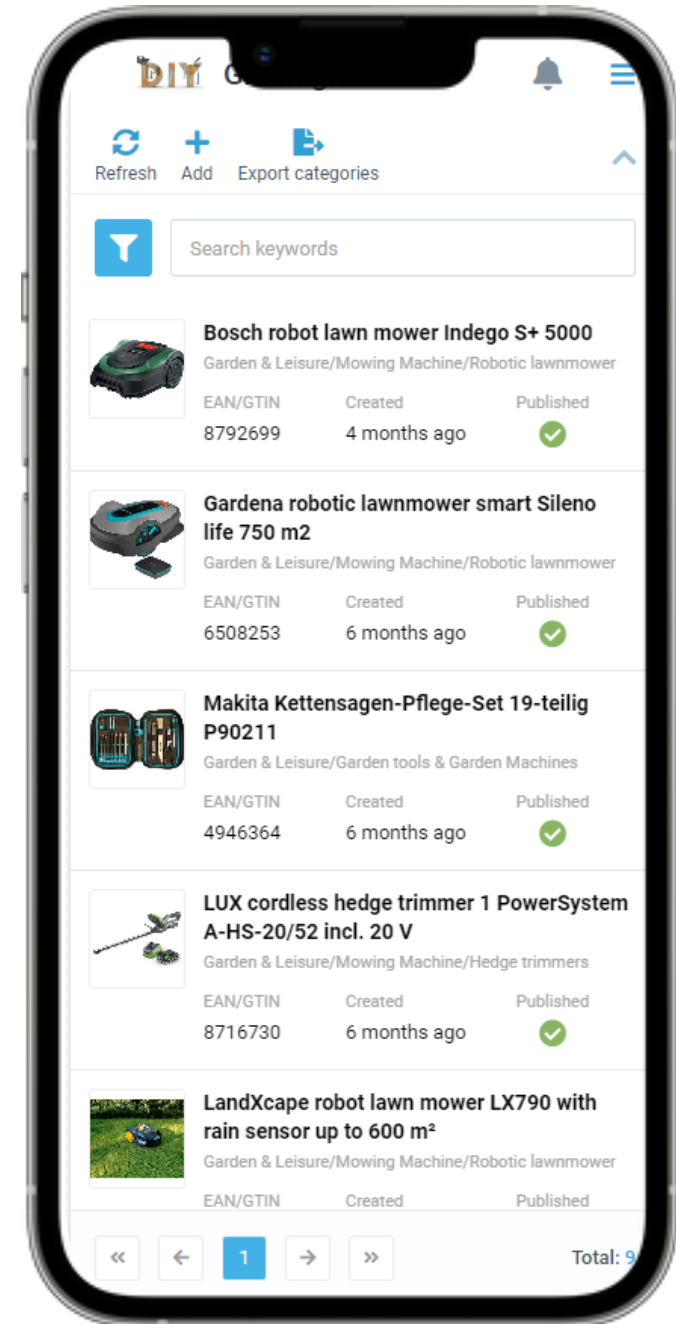 DIY
Refresh Add Export categories
Search keywords
Bosch robot lawn mower Indego S+ 5000
Garden & Leisure/Mowing Machine/Robotic lawnmower
EAN/GTIN Created Published
8792699 4 months ago
Gardena robotic lawnmower smart Sileno
life 750 m2
Garden & Leisure/Mowing Machine/Robotic lawnmower
EAN/GTIN Created Published
6508253 6 months ago
Makita Kettensagen-Pflege-Set 19-teilig
P90211
Garden & Leisure/Garden tools & Garden Machines
EAN/GTIN Created Published
4946364 6 months ago
LUX cordless hedge trimmer 1 PowerSystem
A-HS-20/52 incl. 20 V
Garden & Leisure/Mowing Machine/Hedge trimmers
EAN/GTIN Created Published
8716730 6 months ago
LandXcape robot lawn mower LX790 with
rain sensor up to 600 m²
Garden & Leisure/Mowing Machine/Robotic lawnmower
EAN/GTIN Created Published
« ← 1 → » Total: 9